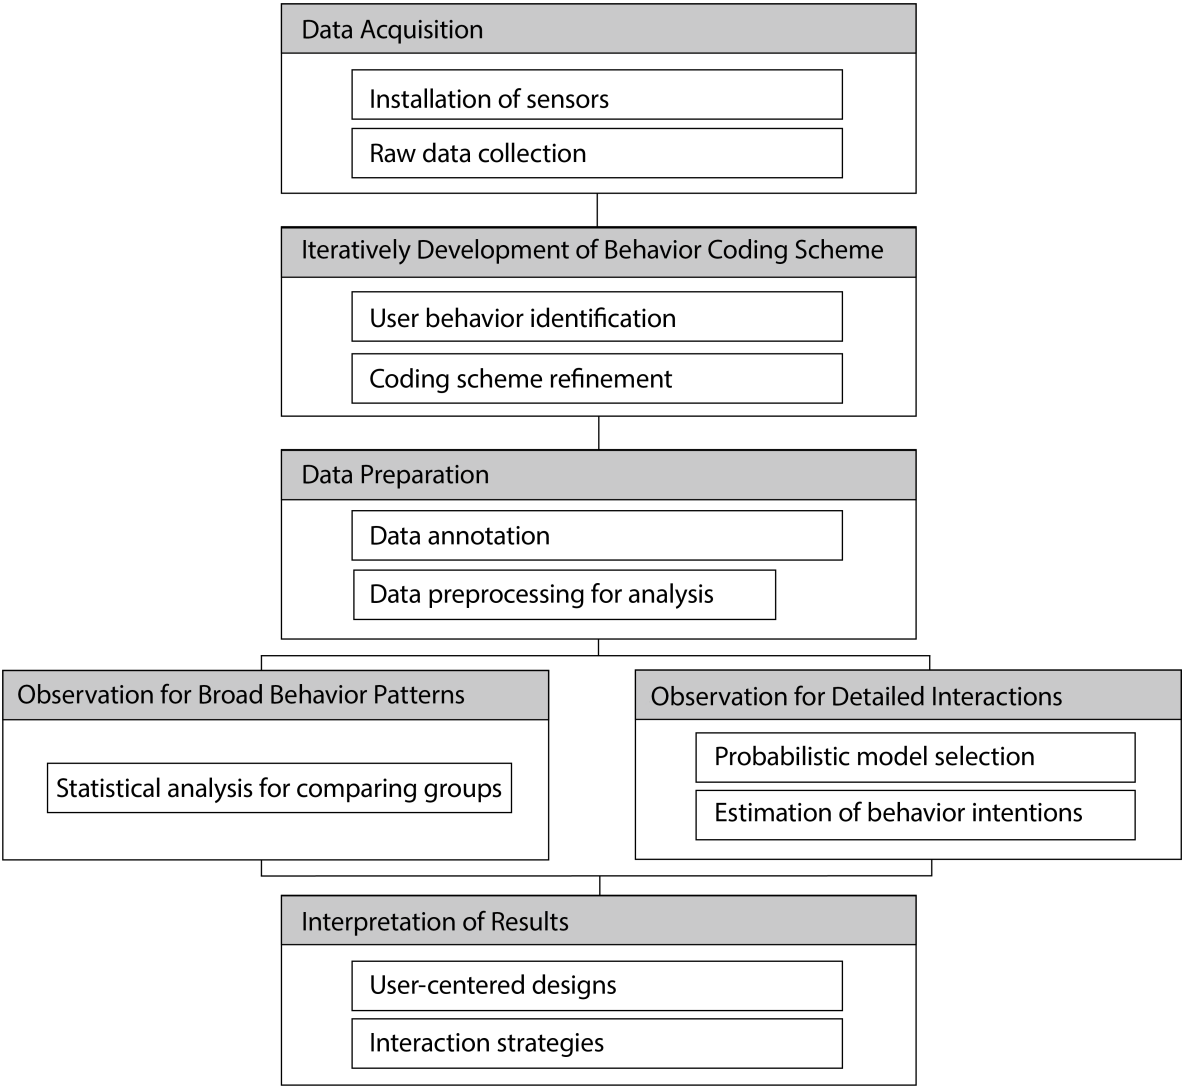 Data Acquisition
Installation of sensors
Raw data collection
Iteratively Development of Behavior Coding Scheme
User behavior identification
Coding scheme refinement
Data Preparation
Data annotation
Data preprocessing for analysis
Observation for Broad Behavior Patterns
Statistical analysis for comparing groups
Observation for Detailed Interactions
Probabilistic model selection
Estimation of behavior intentions
Interpretation of Results
User-centered designs
Interaction strategies